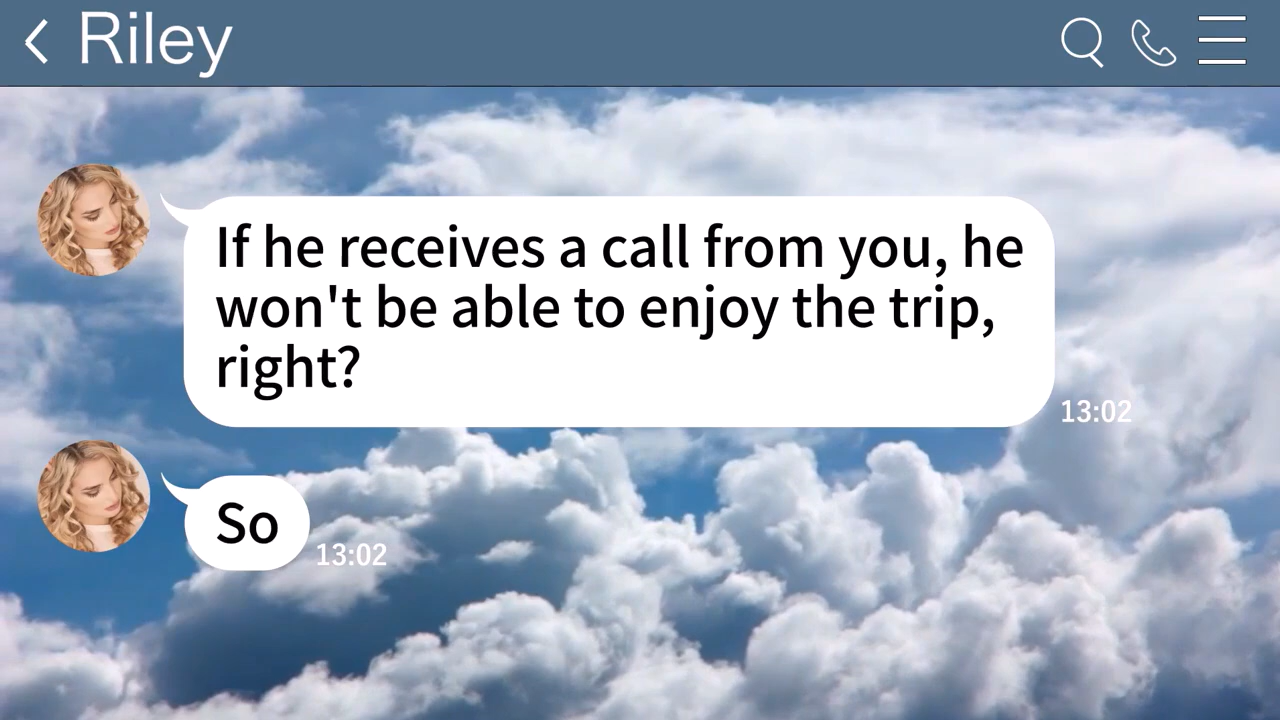 Riley
If he receives a call from you, he
won't be able to enjoy the trip,
right?
13:02
So
13:02